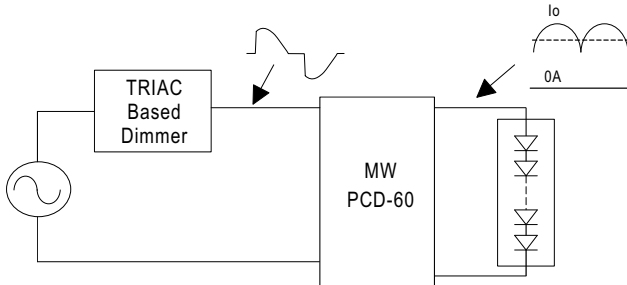 Io
0A
TRIAC
Based
Dimmer
MW
PCD-60